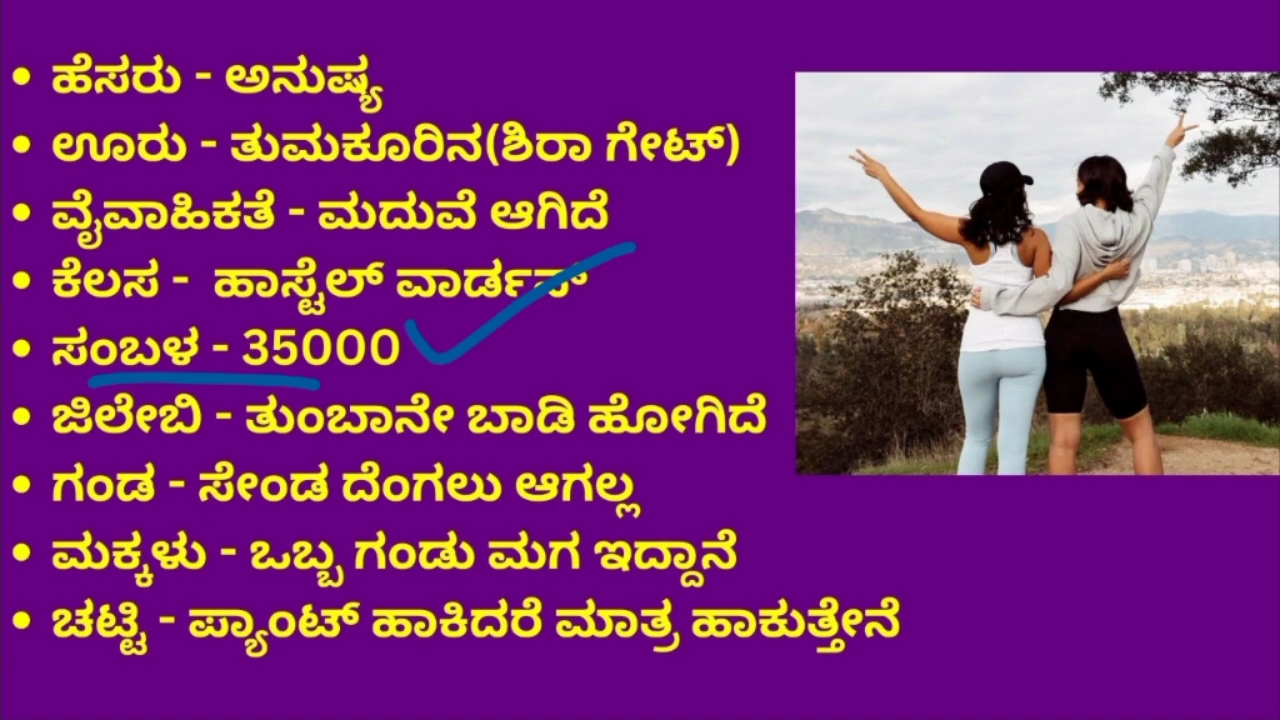 • ಹೆಸರು - ಅನುಷ್ಯ
• ಊರು - ತುಮಕೂರಿನ(ಶಿರಾ ಗೇಟ್)
• ವೈವಾಹಿಕತೆ - ಮದುವೆ ಆಗಿದೆ
• ಕೆಲಸ - ಹಾಸ್ಟೆಲ್ ವಾರ್ಡನ್
• ಸಂಬಳ - 35000
• ಜಿಲೇಬಿ - ತುಂಬಾನೇ ಬಾಡಿ ಹೋಗಿದೆ
• ಗಂಡ - ಸೇಂಡ ದೆಂಗಲು ಆಗಲ್ಲ
• ಮಕ್ಕಳು - ಒಬ್ಬ ಗಂಡು ಮಗ ಇದ್ದಾನೆ
• ಚಟ್ಟಿ - ಪ್ಯಾಂಟ್ ಹಾಕಿದರೆ ಮಾತ್ರ ಹಾಕುತ್ತೇನೆ